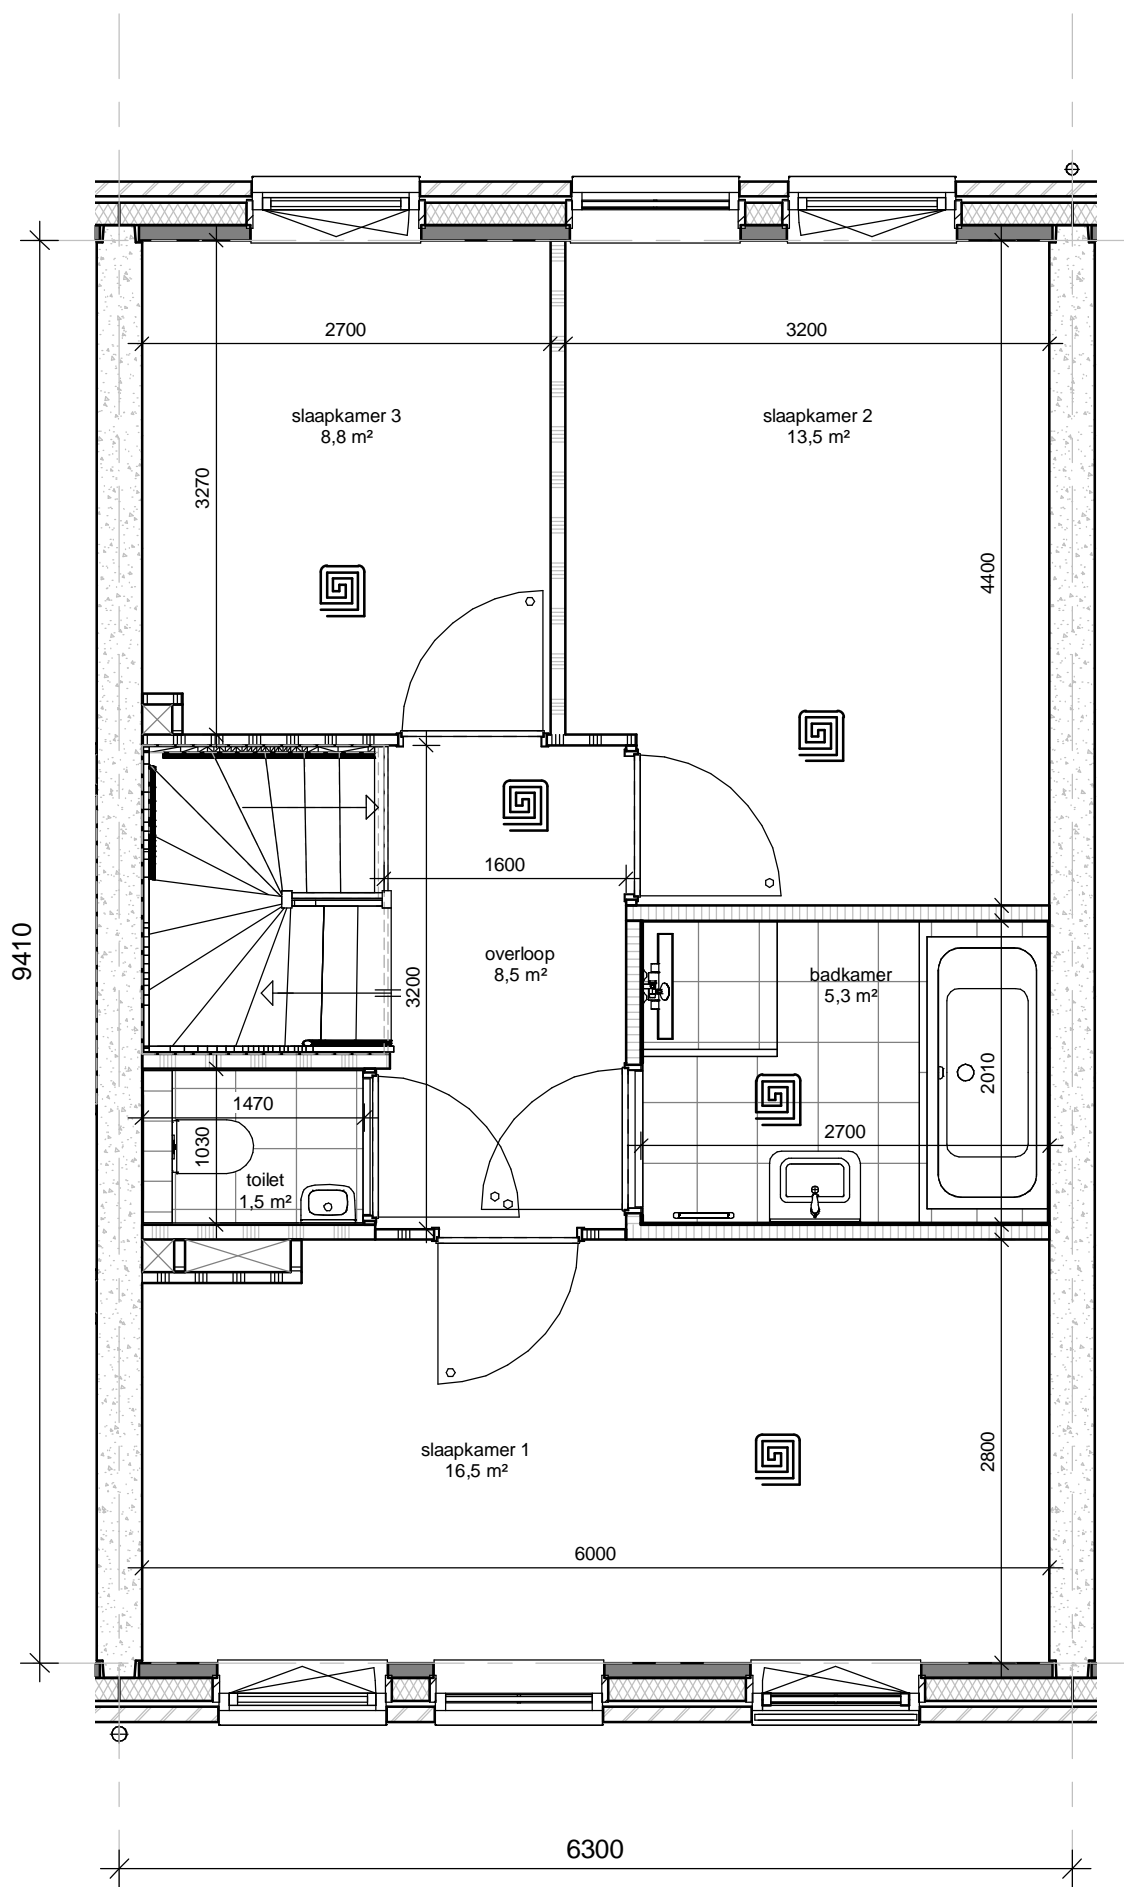 2700
3200
slaapkamer 3
8,8 m²
slaapkamer 2
13,5 m²
3270
4400
1600
9410
overloop
8,5 m²
3200
badkamer
5,3 m²
2010
1470
1030
2700
toilet
1,5 m²
slaapkamer 1
16,5 m²
2800
6000
6300